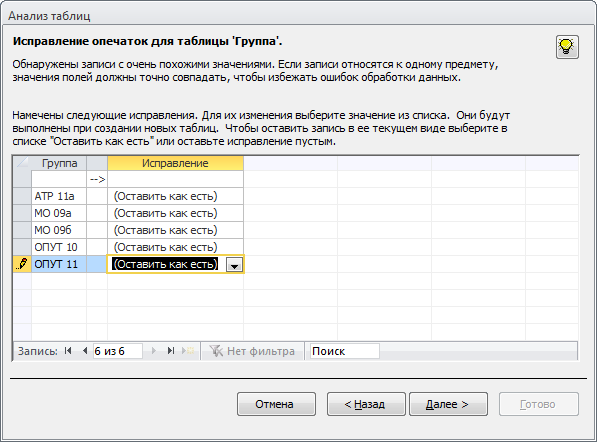 Анализ таблиц
Исправление опечаток для таблицы 'Группа'.
Обнаружены записи с очень похожими значениями. Если записи относятся к одному предмету,
значения полей должны точно совпадать, чтобы избежать ошибок обработки данных.
Намечены следующие исправления. Для их изменения выберите значение из списка. Они будут
выполнены при создании новых таблиц. Чтобы оставить запись в ее текущем виде выберите в
списке "Оставить как есть" или оставьте исправление пустым.
Группа Исправление
-->
АТР 11а (Оставить как есть)
МО 09а (Оставить как есть)
МО 09б (Оставить как есть)
ОПУТ 10 (Оставить как есть)
ОПУТ 11 (Оставить как есть)
Запись: 6 из 6 Нет фильтра Поиск
Отмена < Назад Далее > Готово